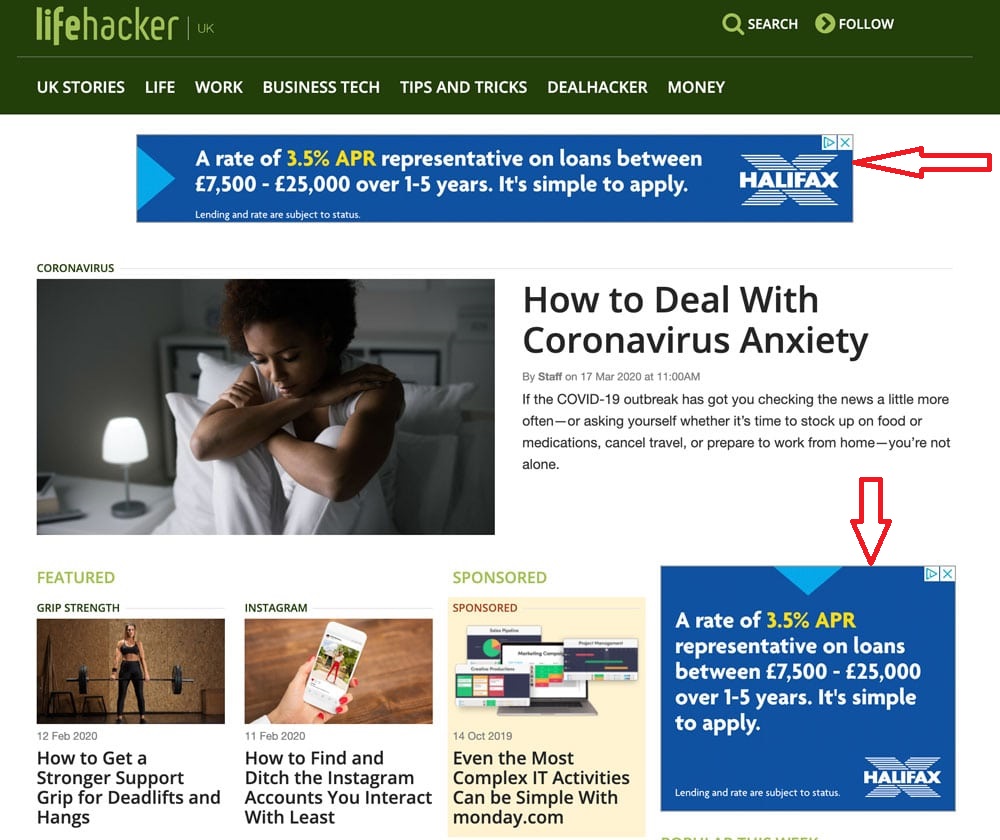 lifehacker | UK
SEARCH
FOLLOW
UK STORIES LIFE WORK BUSINESS TECH TIPS AND TRICKS DEALHACKER MONEY
A rate of 3.5% APR representative on loans between
£7,500 - £25,000 over 1-5 years. It's simple to apply.
Lending and rate are subject to status.
HALIFAX
CORONAVIRUS
How to Deal With
Coronavirus Anxiety
By Staff on 17 Mar 2020 at 11:00AM
If the COVID-19 outbreak has got you checking the news a little more
often—or asking yourself whether it's time to stock up on food or
medications, cancel travel, or prepare to work from home—you're not
alone.
FEATURED
GRIP STRENGTH
12 Feb 2020
How to Get a
Stronger Support
Grip for Deadlifts and
Hangs
INSTAGRAM
11 Feb 2020
How to Find and
Ditch the Instagram
Accounts You Interact
With Least
SPONSORED
SPONSORED
Sales Pipeline
Project Management
Creative Productions
14 Oct 2019
Even the Most
Complex IT Activities
Can be Simple With
monday.com
A rate of 3.5% APR
representative on loans
between £7,500 - £25,000
over 1-5 years. It's simple
to apply.
HALIFAX
Lending and rate are subject to status.
POPULAR THIS WEEK